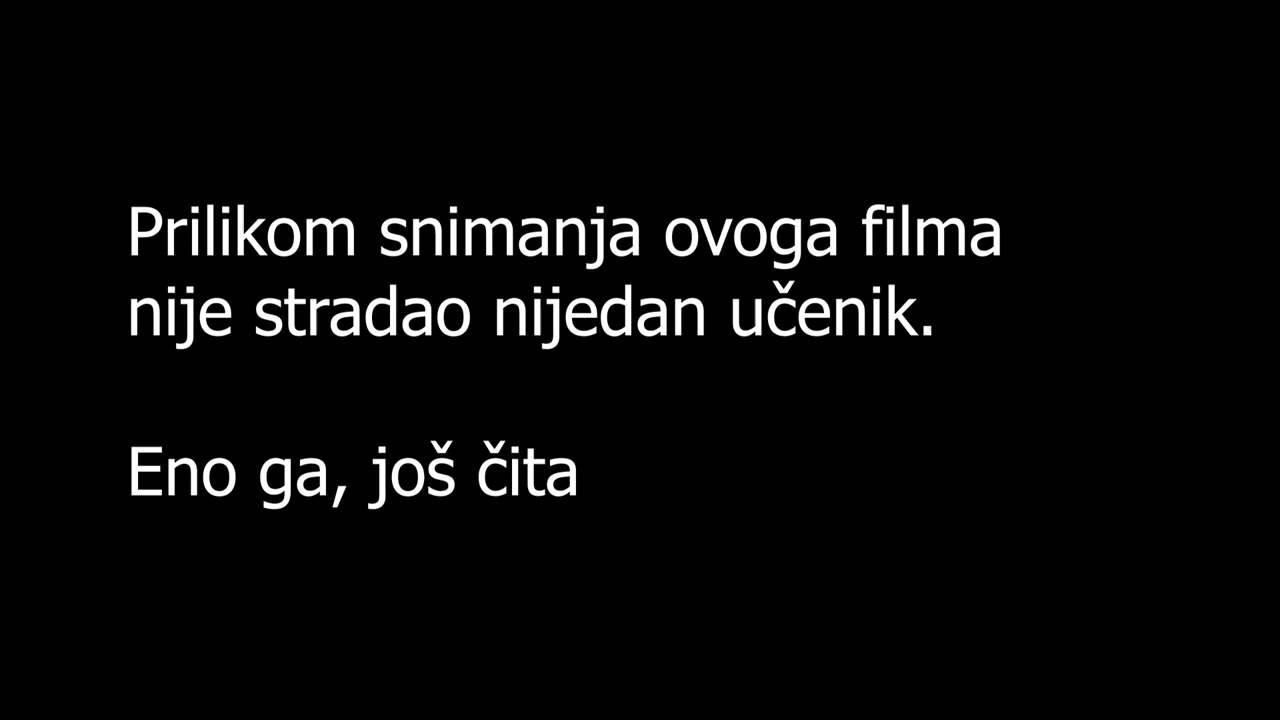 Prilikom snimanja ovoga filma
nije stradao nijedan učenik.
Eno ga, još čita